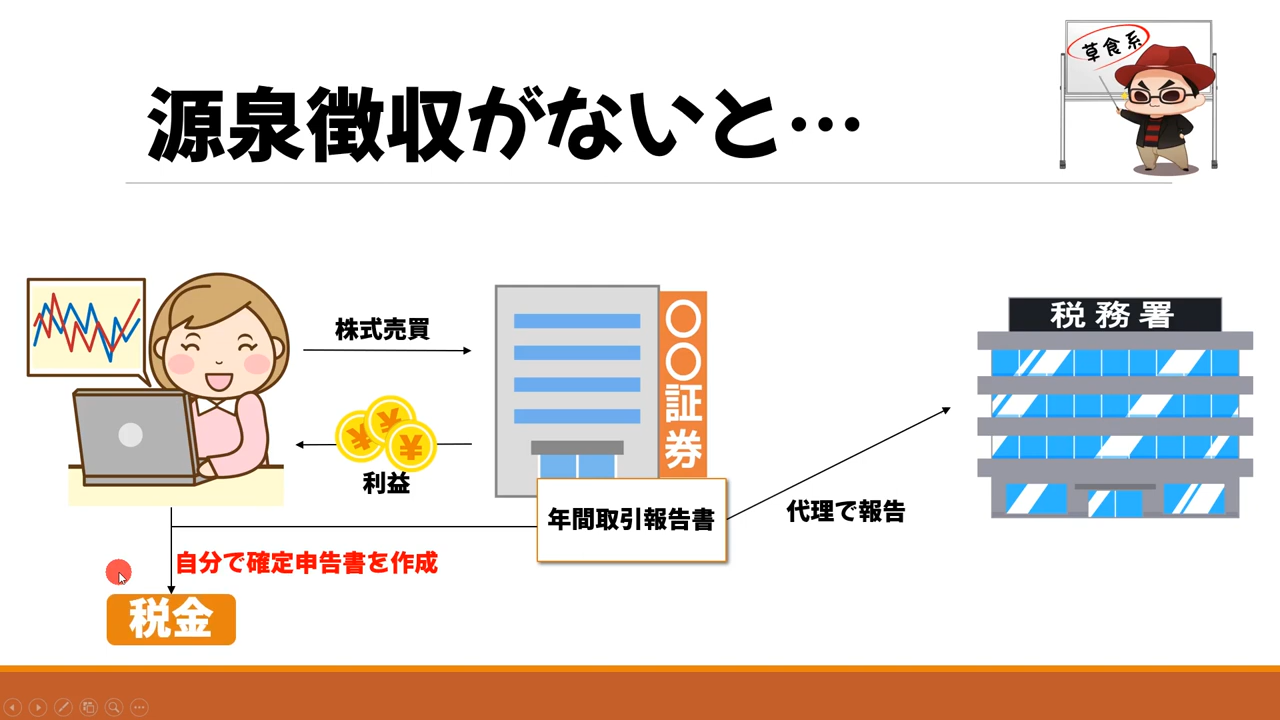 源泉徴収がないと…
草食系
株式売買
利益
〇〇証券
年間取引報告書
代理で報告
税務署
自分で確定申告書を作成
税金